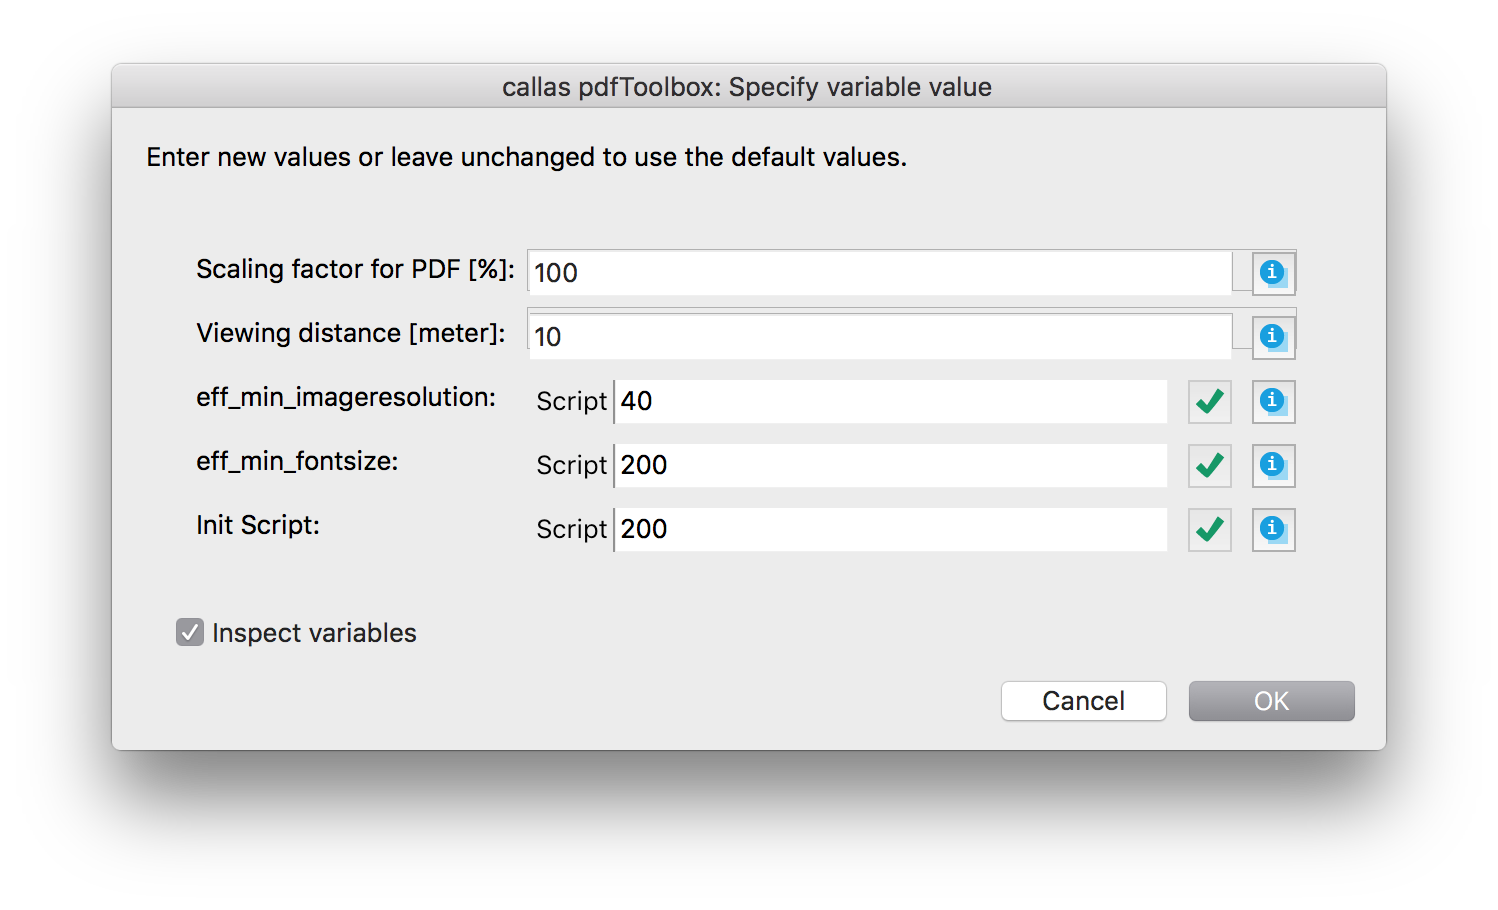 callas pdfToolbox: Specify variable value
Enter new values or leave unchanged to use the default values.
Scaling factor for PDF [%]: 100
Viewing distance [meter]: 10
eff_min_imageresolution: Script 40
eff_min_fontsize: Script 200
Init Script: Script 200
Inspect variables
Cancel OK